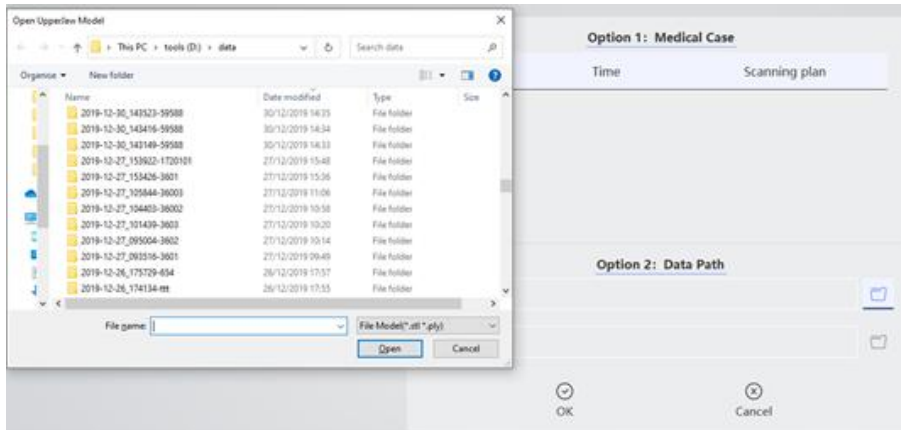 Open UpperJaw Model
This PC › tools (D:) › data
Search data
Organise ▾ New folder
Name Date modified Type Size
2019-12-30_143523-59588 30/12/2019 14:35 File folder
2019-12-30_143416-59588 30/12/2019 14:34 File folder
2019-12-30_143149-59588 30/12/2019 14:33 File folder
2019-12-27_153922-1720101 27/12/2019 15:48 File folder
2019-12-27_153426-3601 27/12/2019 15:36 File folder
2019-12-27_105844-36003 27/12/2019 11:06 File folder
2019-12-27_104403-36002 27/12/2019 10:58 File folder
2019-12-27_101439-3603 27/12/2019 10:20 File folder
2019-12-27_095004-3602 27/12/2019 10:14 File folder
2019-12-27_093516-3601 27/12/2019 09:49 File folder
2019-12-26_175729-654 26/12/2019 17:57 File folder
2019-12-26_174134-ttt 26/12/2019 17:55 File folder
File name:
File Model(*.stl *.ply)
Open Cancel
Option 1: Medical Case
Time Scanning plan
Option 2: Data Path
OK Cancel